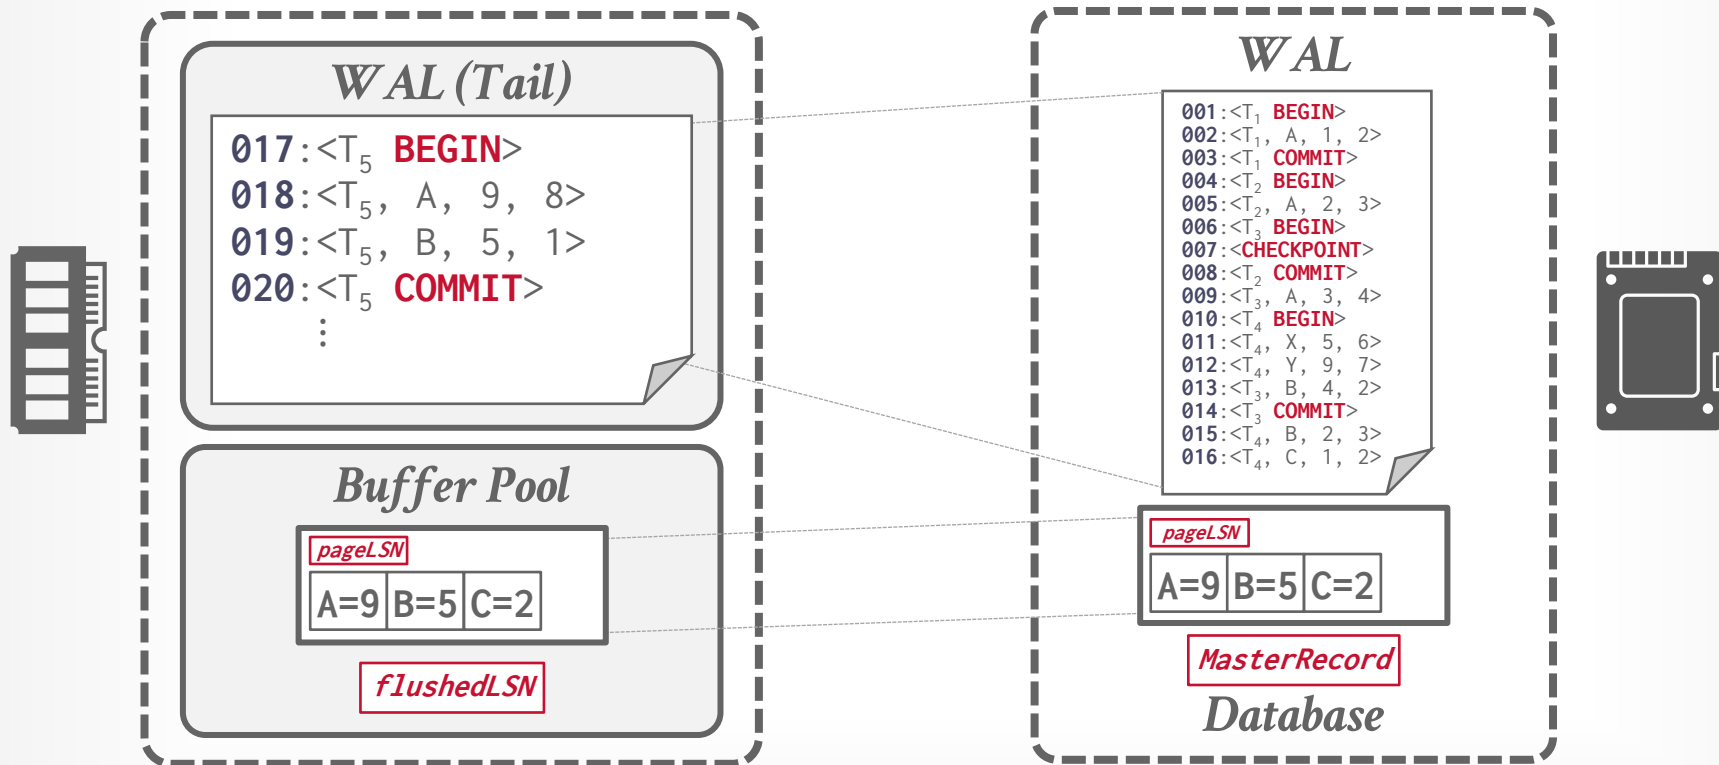 WAL (Tail)
017:<T5 BEGIN>
018:<T5, A, 9, 8>
019:<T5, B, 5, 1>
020:<T5 COMMIT>
⋮
Buffer Pool
pageLSN
A=9 B=5 C=2
flushedLSN
WAL
001:<T1 BEGIN>
002:<T1, A, 1, 2>
003:<T1 COMMIT>
004:<T2 BEGIN>
005:<T2, A, 2, 3>
006:<T3 BEGIN>
007:<CHECKPOINT>
008:<T2 COMMIT>
009:<T3, A, 3, 4>
010:<T4 BEGIN>
011:<T4, X, 5, 6>
012:<T4, Y, 9, 7>
013:<T3, B, 4, 2>
014:<T3 COMMIT>
015:<T4, B, 2, 3>
016:<T4, C, 1, 2>
pageLSN
A=9 B=5 C=2
MasterRecord
Database